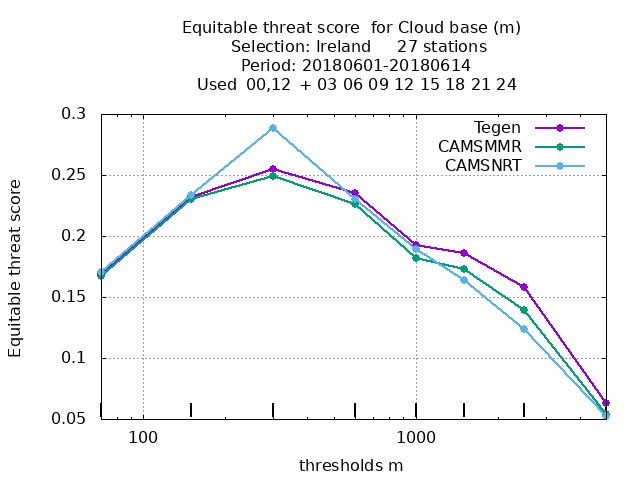 Equitable threat score  for Cloud base (m)
Selection: Ireland     27 stations
Period: 20180601-20180614
Used  00,12  + 03 06 09 12 15 18 21 24
Tegen
CAMSMMR
CAMSNRT
Equitable threat score
0.3
0.25
0.2
0.15
0.1
0.05
100 1000
thresholds m